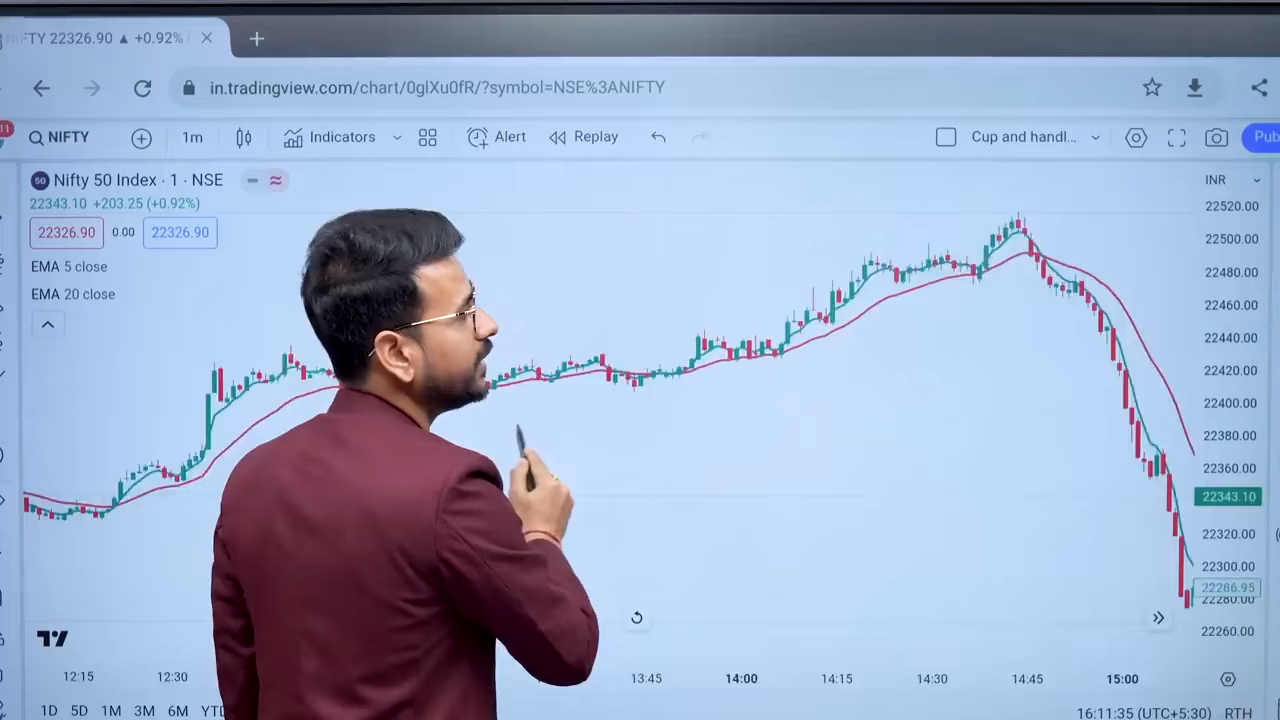 FTY 22326.90 ▲ +0.92%
in.tradingview.com/chart/0glXu0fR/?symbol=NSE%3ANIFTY
11
NIFTY 1m Indicators Alert Replay Cup and handl... Pub
50 Nifty 50 Index · 1 · NSE INR
22343.10 +203.25 (+0.92%)
22326.90 0.00 22326.90
EMA 5 close
EMA 20 close
22520.00
22500.00
22480.00
22460.00
22440.00
22420.00
22400.00
22380.00
22360.00
22343.10
22320.00
22300.00
22286.95
22280.00
22260.00
12:15 12:30 13:45 14:00 14:15 14:30 14:45 15:00
1D 5D 1M 3M 6M YTD 16:11:35 (UTC+5:30) RTH